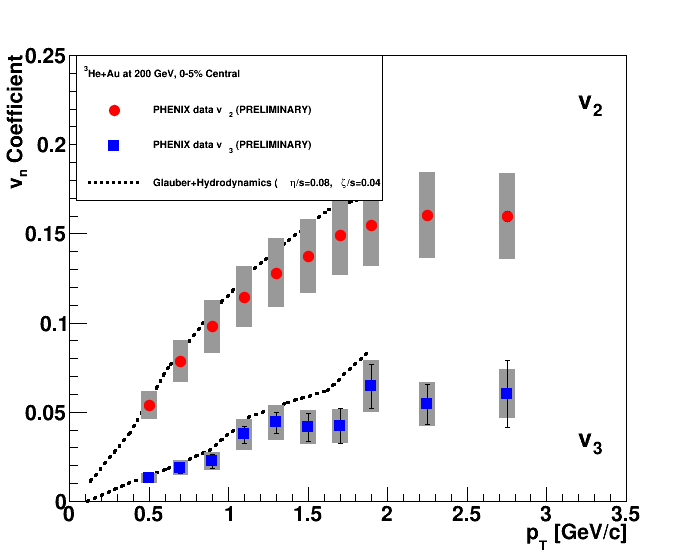 0.25
0.2
0.15
0.1
0.05
0
vn Coefficient
3He+Au at 200 GeV, 0-5% Central
PHENIX data v 2 (PRELIMINARY)
PHENIX data v 3 (PRELIMINARY)
Glauber+Hydrodynamics ( η/s=0.08, ζ/s=0.04
v2
v3
0 0.5 1 1.5 2 2.5 3 3.5
pT [GeV/c]